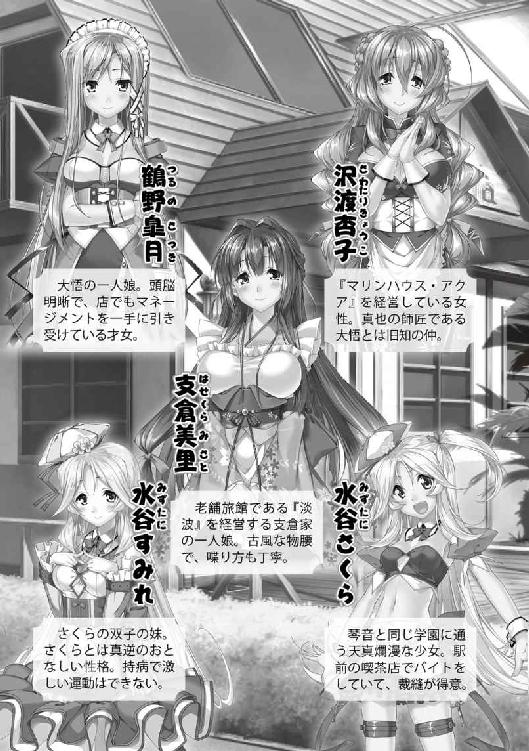 沢渡杏子
『マリンハウス・アク
ア』を経営している女
性。真也の師匠である
大悟とは旧知の仲。
つるの さつき
鶴野皐月
大悟の一人娘。頭脳
明晰で、店でもマネー
ジメントを一手に引き
受けている才女。
はせくら みさと
支倉美里
老舗旅館である『淡
波』を経営する支倉家
の一人娘。古風な物腰
で、喋り方も丁寧。
みずたに
水谷さくら
琴音と同じ学園に通
う天真爛漫な少女。駅
前の喫茶店でバイトを
していて、裁縫が得意。
みずたに
水谷すみれ
さくらの双子の妹。
さくらとは真逆のおと
なしい性格。持病で激
しい運動はできない。